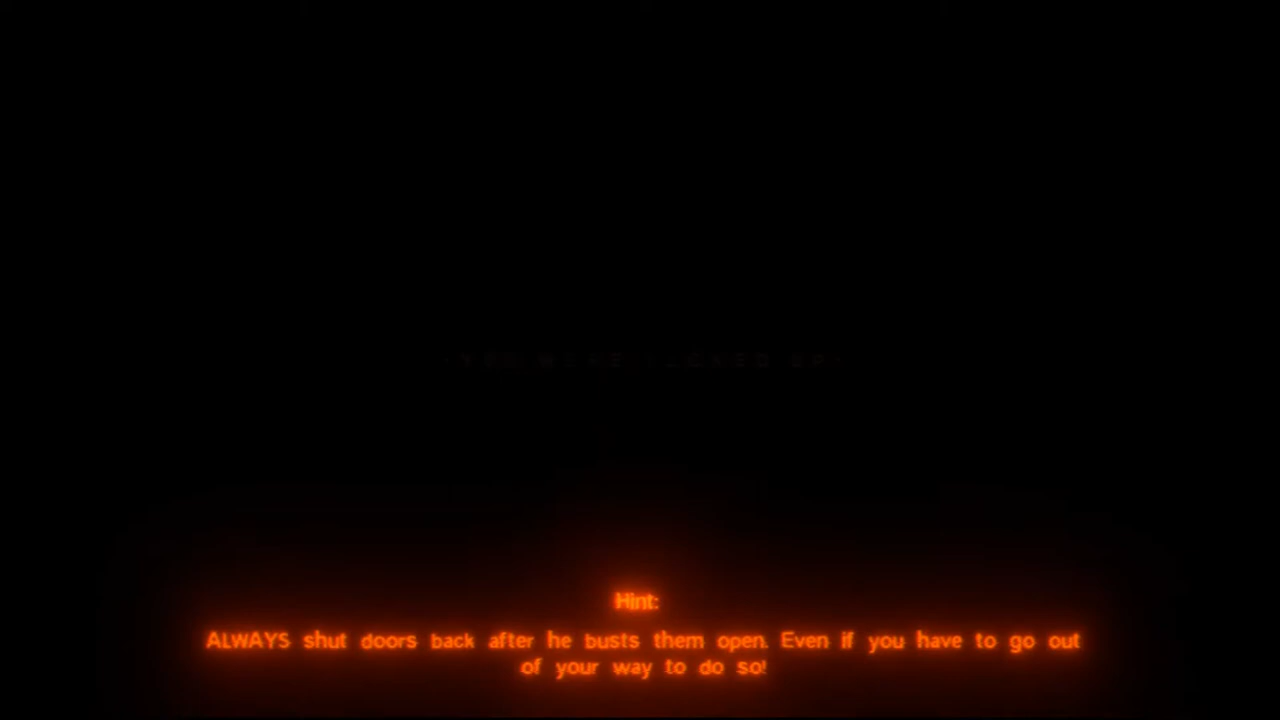 Hint:
ALWAYS shut doors back after he busts them open. Even if you have to go out
of your way to do so!